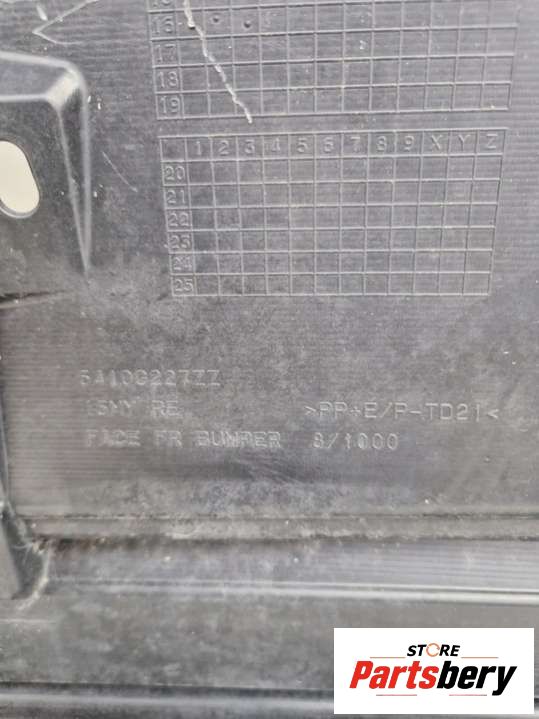 16
17
18
19
1 2 3 4 5 6 7 8 9 X Y Z
20
21
22
23
24
25
6410G227ZZ
15MY RE >PP+E/P-TD21<
FACE FR BUMPER 8/1000
STORE
Partsbery